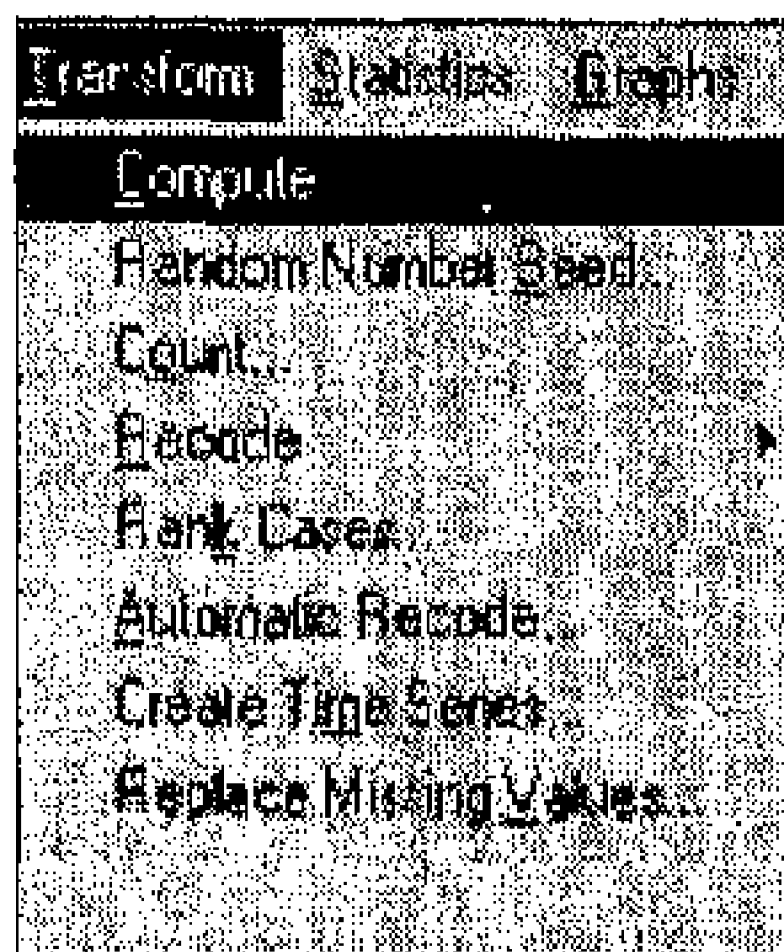 Transform Statistics Graphs
Compute
Random Number Seed...
Count...
Recode
Rank Cases...
Automatic Recode...
Create Time Series...
Replace Missing Values...